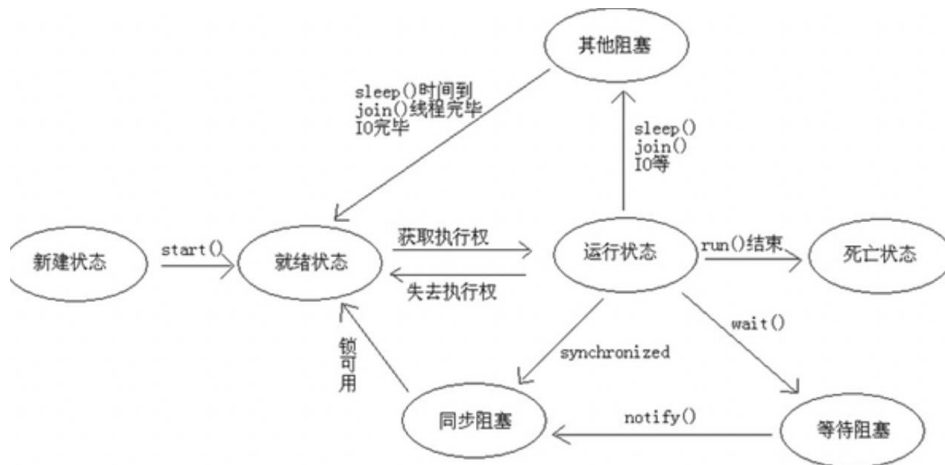 其他阻塞
sleep()时间到
join()线程完毕
IO完毕
sleep()
join()
IO等
新建状态
start()
就绪状态
获取执行权
失去执行权
运行状态
run()结束
死亡状态
锁可用
synchronized
wait()
同步阻塞
notify()
等待阻塞